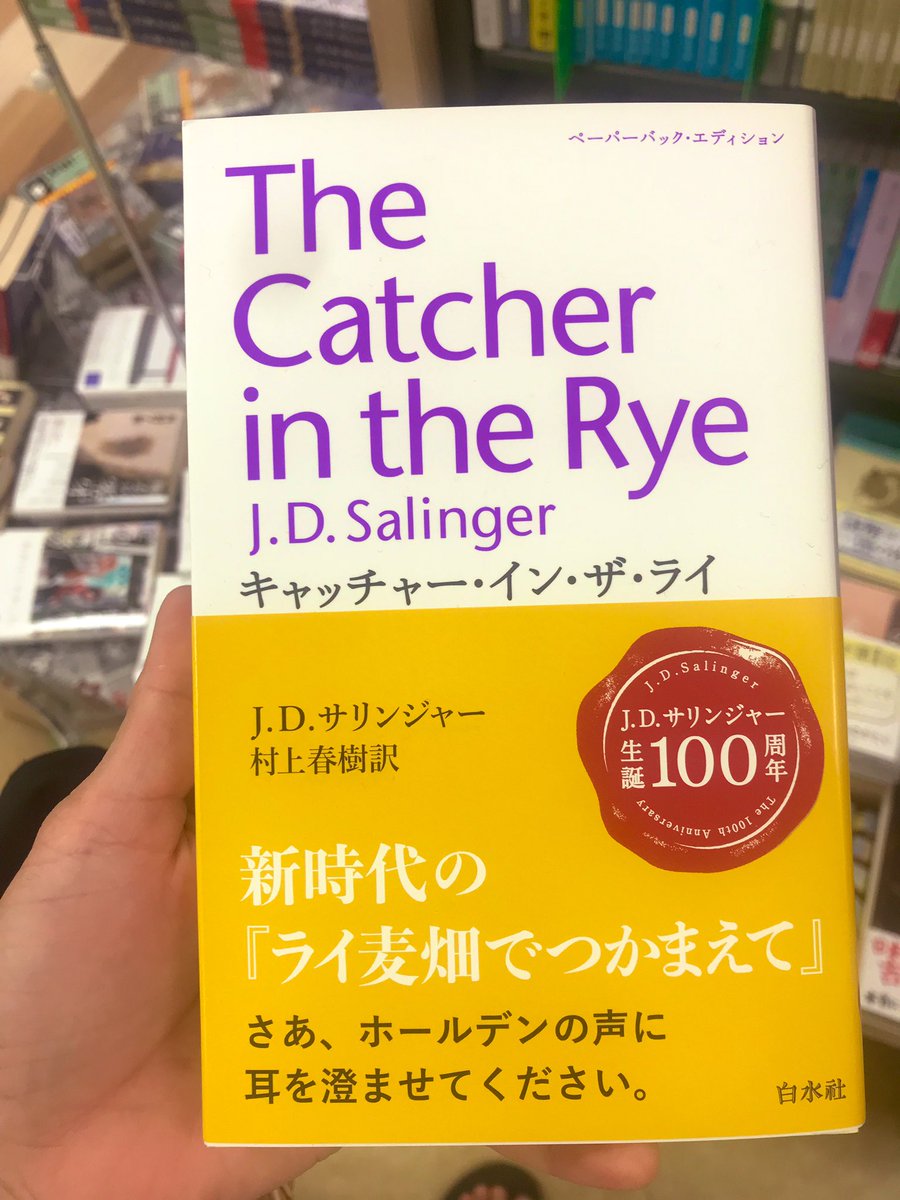 ペーパーバック・エディション
The
Catcher
in the Rye
J.D. Salinger
キャッチャー・イン・ザ・ライ
J.D.サリンジャー
村上春樹訳
J.D.Salinger
J.D.サリンジャー
生誕100周年
The 100th Anniversary
新時代の
『ライ麦畑でつかまえて』
さあ、ホールデンの声に
耳を澄ませてください。
白水社